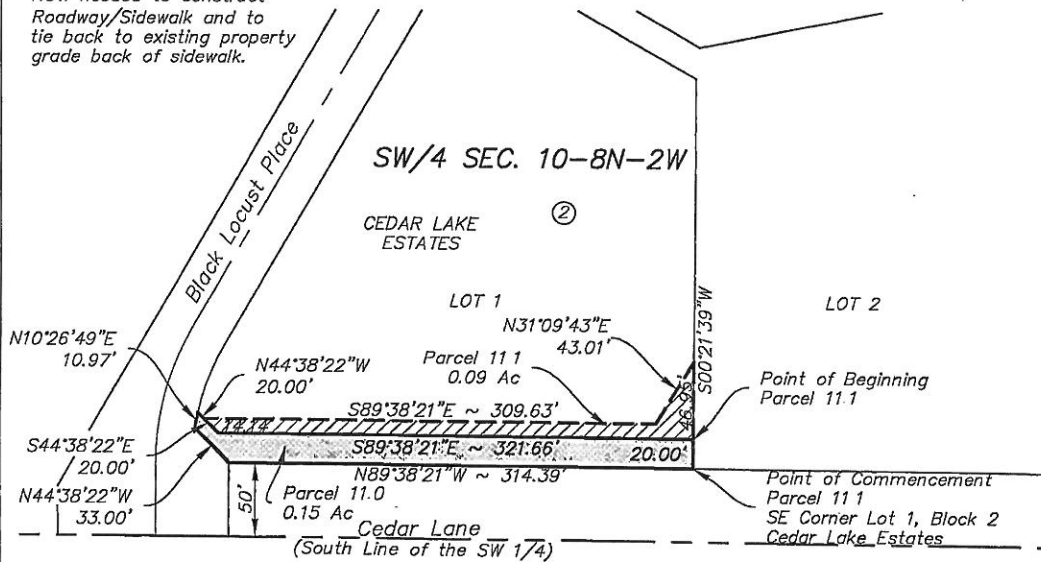 Roadway/Sidewalk and to
tie back to existing property
grade back of sidewalk.
Black Locust Place
SW/4 SEC. 10-8N-2W
②
CEDAR LAKE
ESTATES
LOT 1
LOT 2
N31°09'43"E
43.01'
S00°21'39"W
46.95'
N10°26'49"E
10.97'
N44°38'22"W
20.00'
Parcel 11 1
0.09 Ac
Point of Beginning
Parcel 11.1
S89°38'21"E ~ 309.63'
14.14
S89°38'21"E ~ 321.66'
20.00'
S44°38'22"E
20.00'
N89°38'21"W ~ 314.39'
N44°38'22"W
33.00'
50'
Parcel 11.0
0.15 Ac
Point of Commencement
Parcel 11 1
SE Corner Lot 1, Block 2
Cedar Lake Estates
Cedar Lane
(South Line of the SW 1/4)